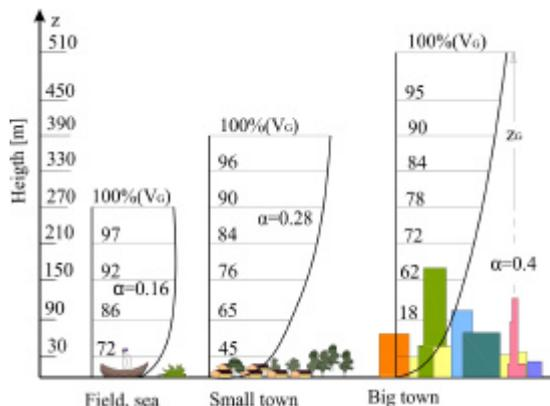 z
Heigth [m]
510
450
390
330
270
210
150
90
30
100%(VG)
97
92
α=0.16
86
72
Field, sea
100%(VG)
96
90
α=0.28
84
76
65
45
Small town
100%(VG)
95
90
zG
84
78
72
α=0.4
62
18
Big town